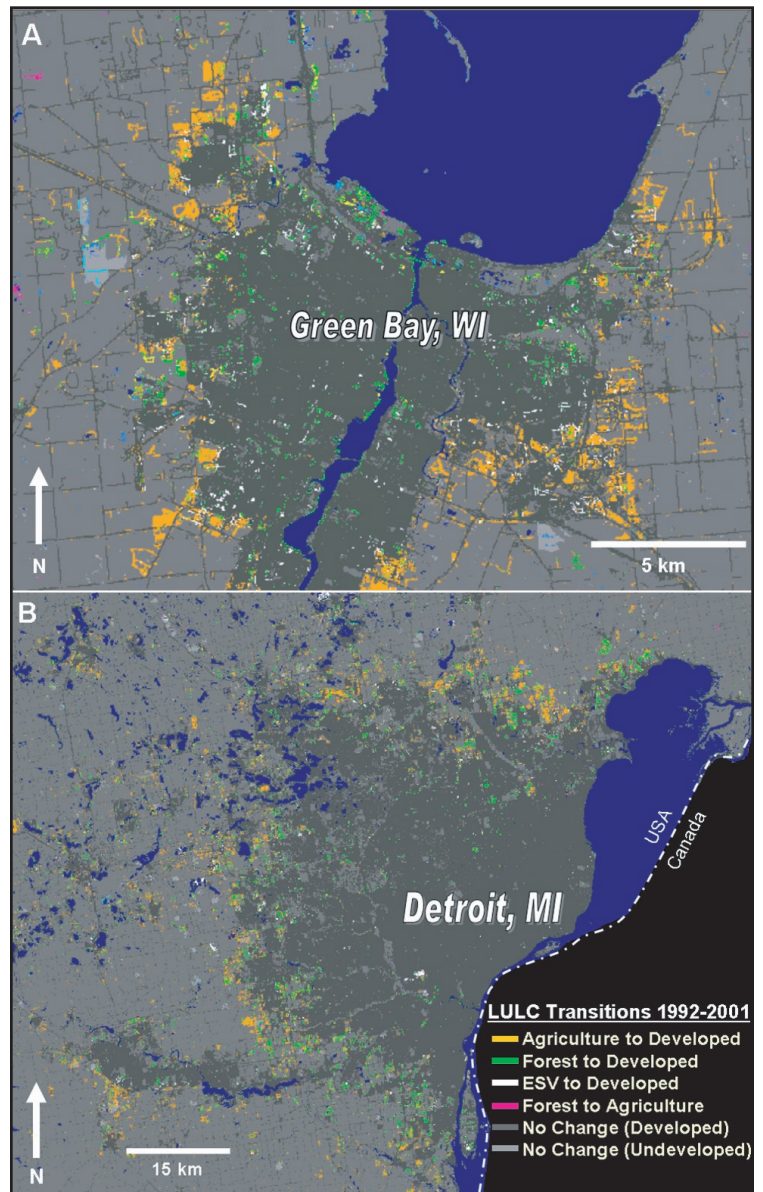 A
Green Bay, WI
N
5 km
B
USA
Canada
Detroit, MI
LULC Transitions 1992-2001
Agriculture to Developed
Forest to Developed
ESV to Developed
Forest to Agriculture
No Change (Developed)
No Change (Undeveloped)
N
15 km